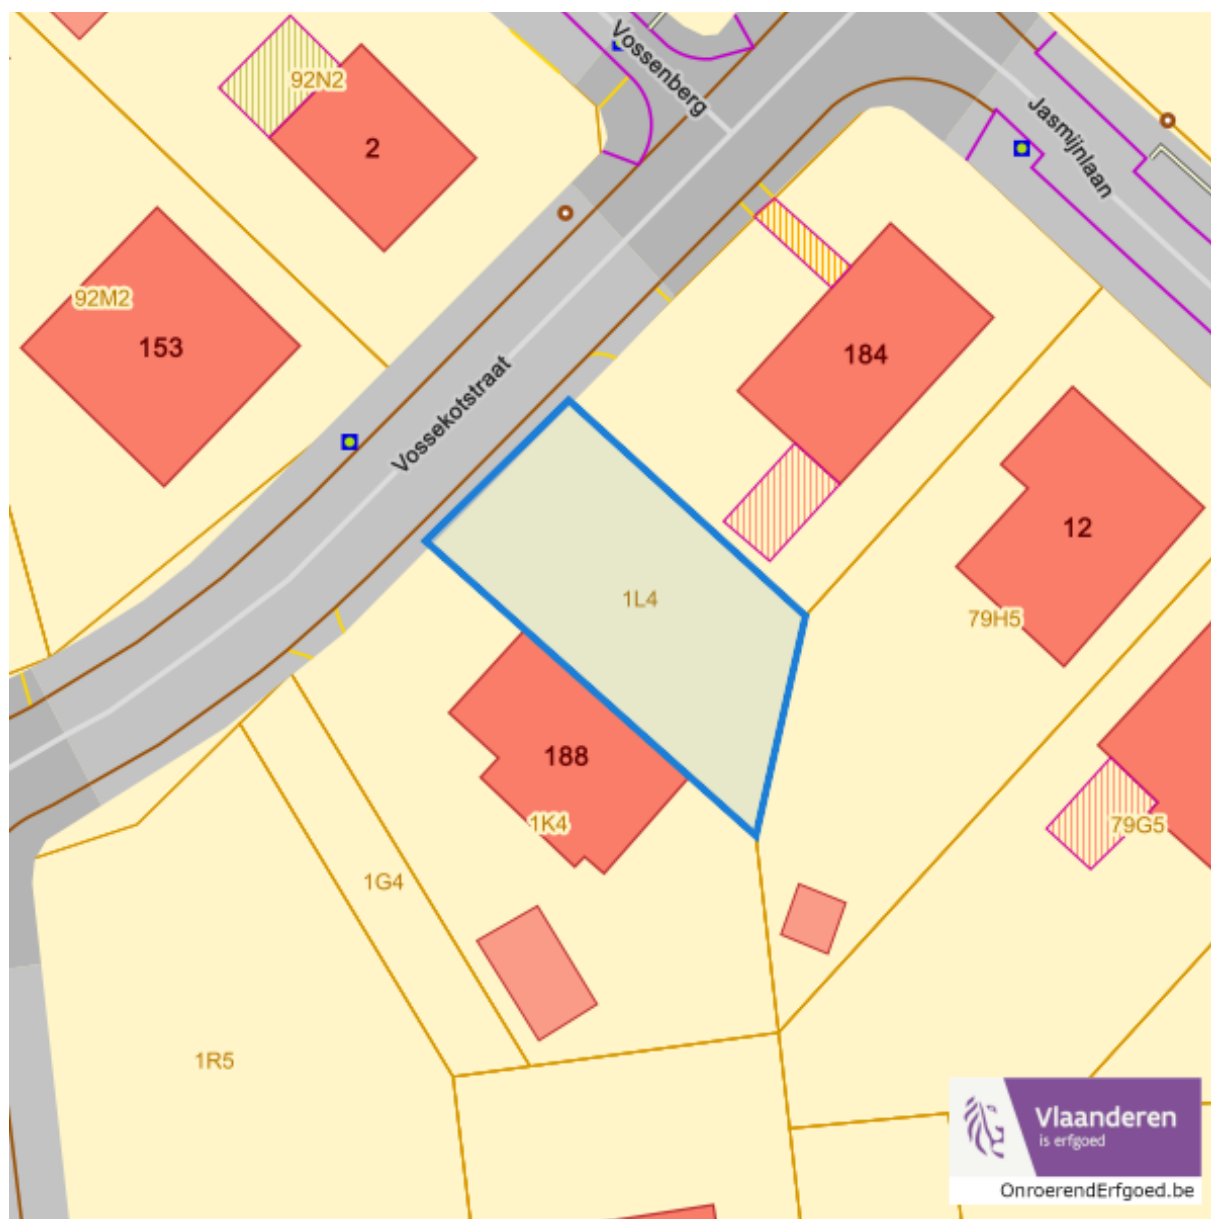 Vossenberg
92N2
Jasmijnlaan
2
92M2
153
184
Vossekotstraat
12
1L4
79H5
188
1K4
79G5
1G4
1R5
Vlaanderen
is erfgoed
OnroerendErfgoed.be